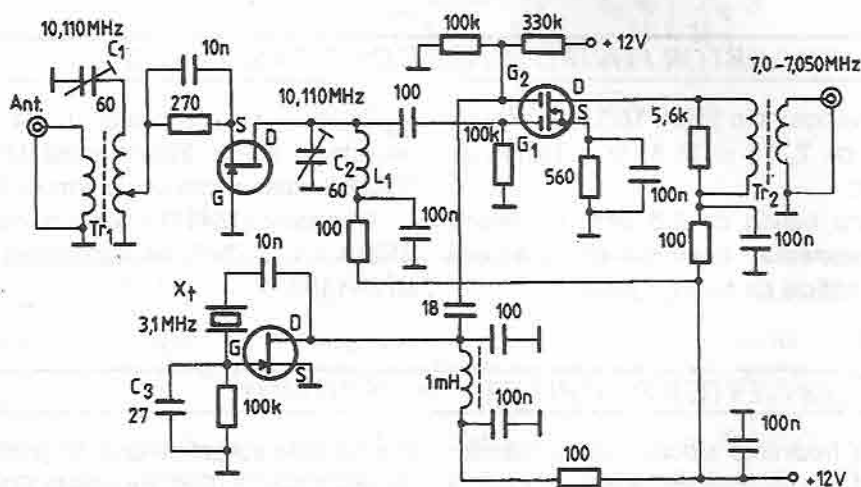 10,110MHz
C1
60
Ant.
Tr1
10n
270
S
D
G
10,110MHz
C2
60
L1
100
100n
100
100k
330k
+ 12V
G2
D
S
G1
100k
560
100n
5,6k
7,0-7,050MHz
Tr2
100
100n
10n
X†
3,1MHz
D
G
S
C3
27
100k
18
100
1mH
100n
100
100n
+12V